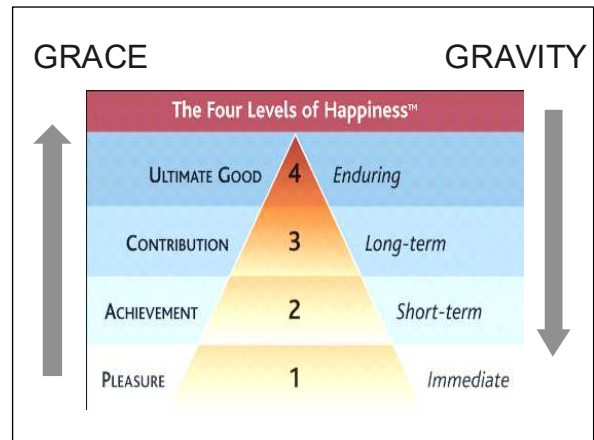 GRACE GRAVITY
The Four Levels of Happiness™
ULTIMATE GOOD 4 Enduring
CONTRIBUTION 3 Long-term
ACHIEVEMENT 2 Short-term
PLEASURE 1 Immediate